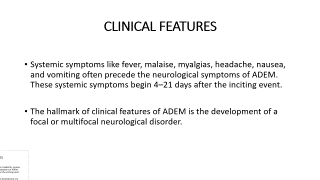 CLINICAL FEATURES
• Systemic symptoms like fever, malaise, myalgias, headache, nausea,
and vomiting often precede the neurological symptoms of ADEM.
These systemic symptoms begin 4–21 days after the inciting event.
• The hallmark of clinical features of ADEM is the development of a
focal or multifocal neurological disorder.